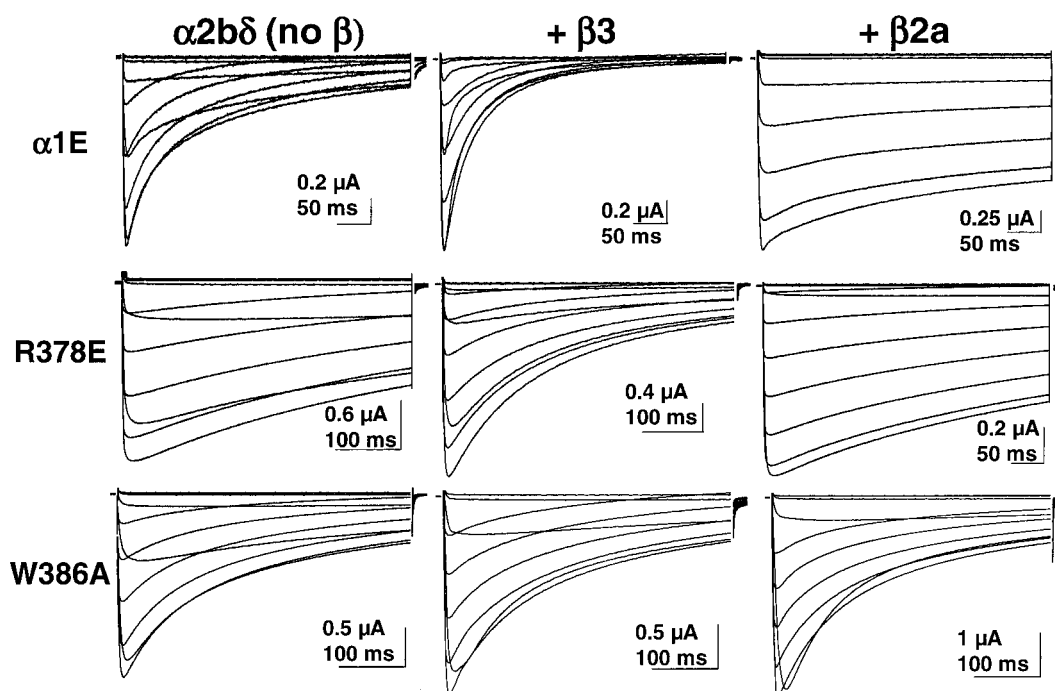 α2bδ (no β)
+ β3
+ β2a
α1E
0.2 µA
50 ms
0.2 µA
50 ms
0.25 µA
50 ms
R378E
0.6 µA
100 ms
0.4 µA
100 ms
0.2 µA
50 ms
W386A
0.5 µA
100 ms
0.5 µA
100 ms
1 µA
100 ms